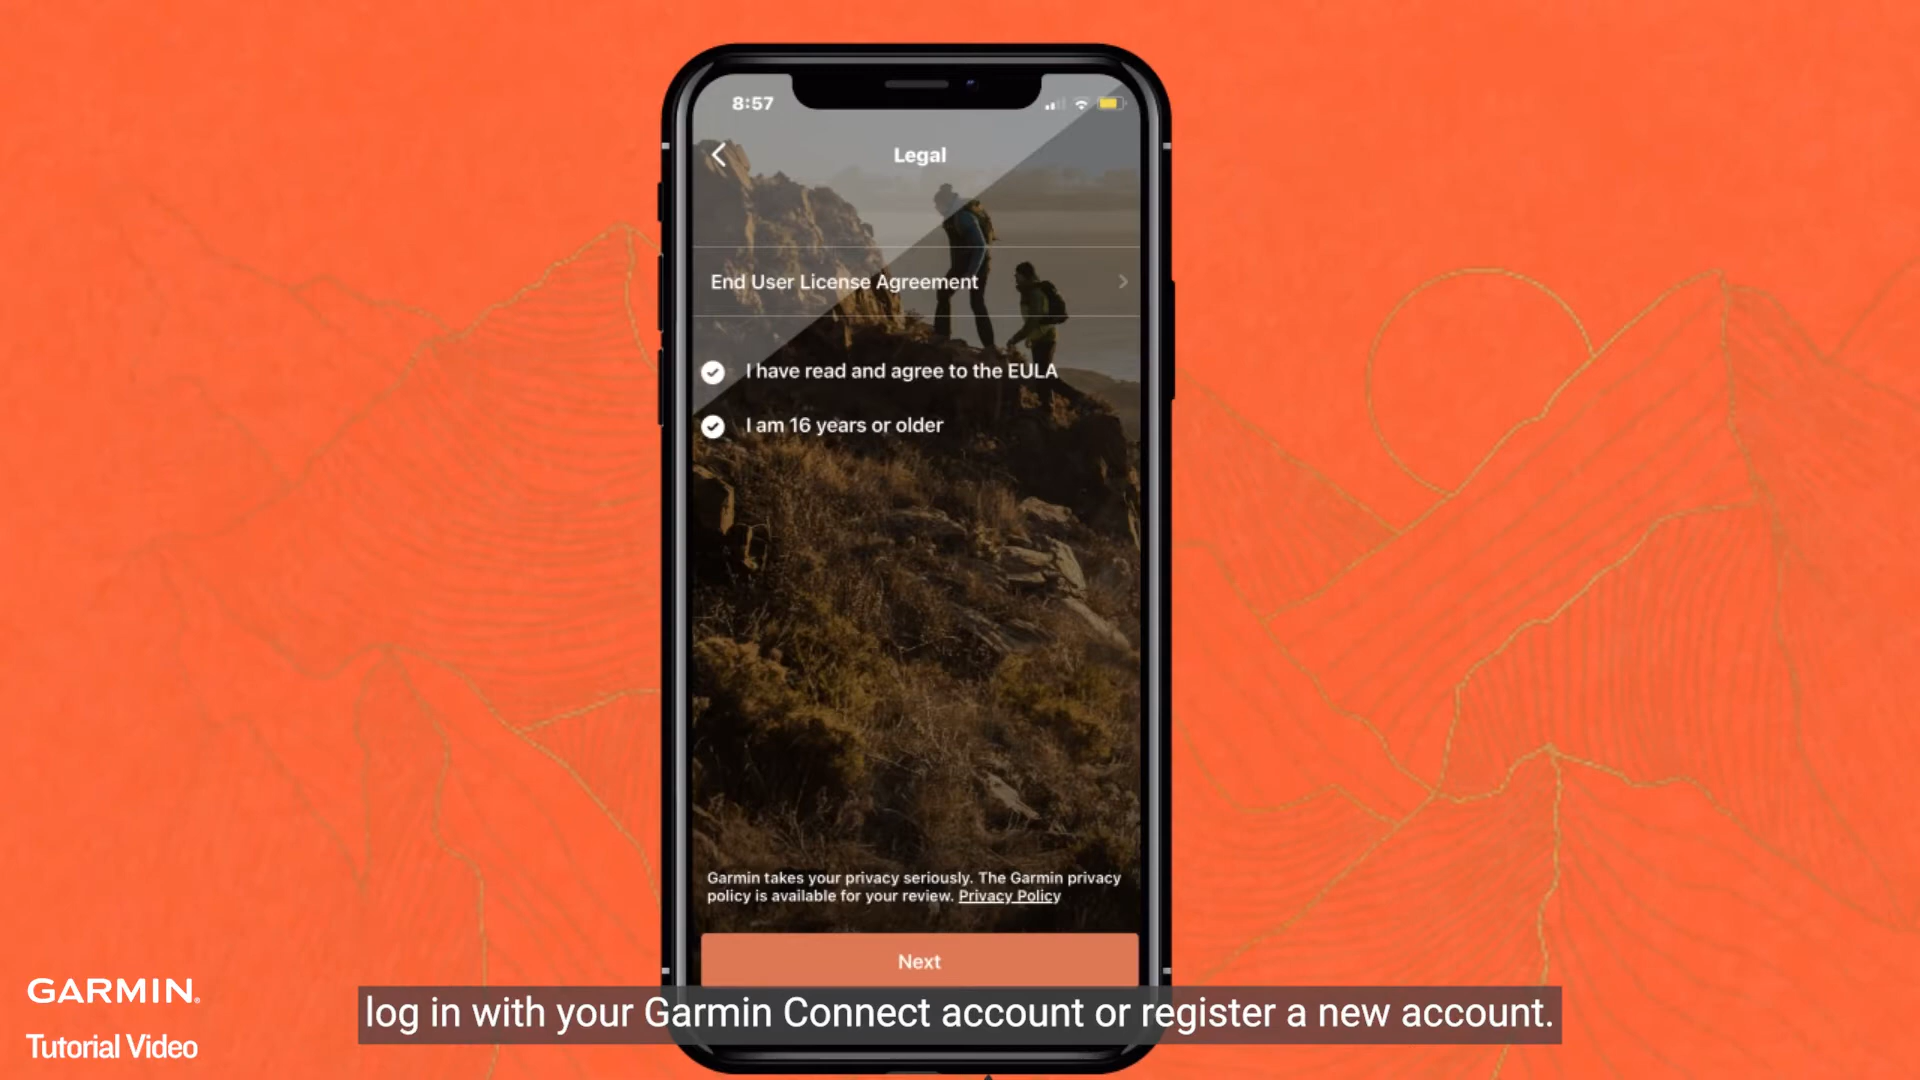 8:57
Legal
End User License Agreement
I have read and agree to the EULA
I am 16 years or older
Garmin takes your privacy seriously. The Garmin privacy
policy is available for your review. Privacy Policy
Next
log in with your Garmin Connect account or register a new account.
GARMIN®
Tutorial Video